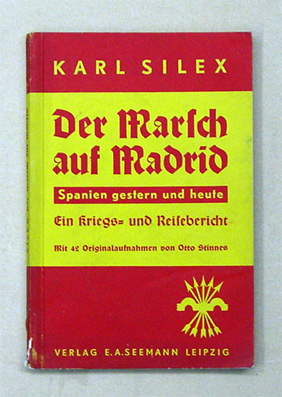 KARL SILEX
Der Marsch
auf Madrid
Spanien gestern und heute
Ein Kriegs= und Reisebericht
Mit 42 Originalaufnahmen von Otto Stinnes
VERLAG E.A.SEEMANN LEIPZIG